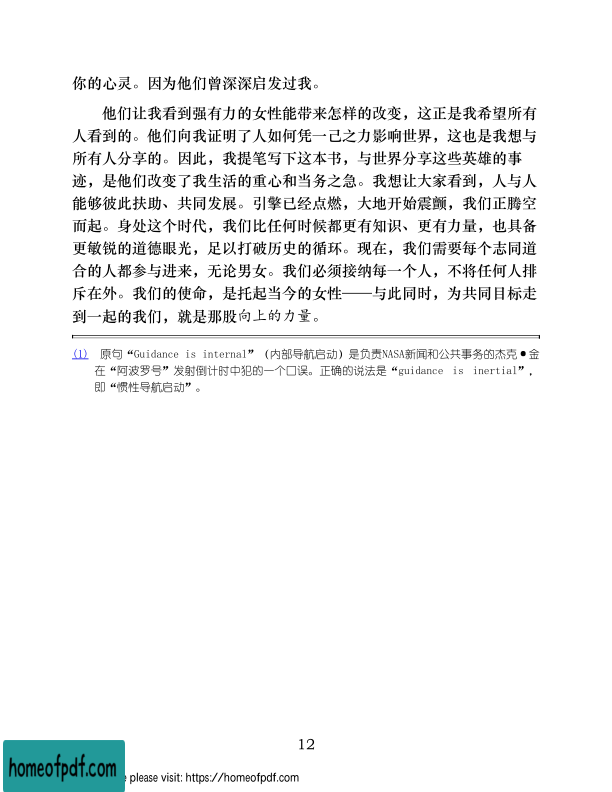 你的心灵。因为他们曾深深启发过我。
他们让我看到强有力的女性能带来怎样的改变，这正是我希望所有
人看到的。他们向我证明了人如何凭一己之力影响世界，这也是我想与
所有人分享的。因此，我提笔写下这本书，与世界分享这些英雄的事
迹，是他们改变了我生活的重心和当务之急。我想让大家看到，人与人
能够彼此扶助、共同发展。引擎已经点燃，大地开始震颤，我们正腾空
而起。身处这个时代，我们比任何时候都更有知识、更有力量，也具备
更敏锐的道德眼光，足以打破历史的循环。现在，我们需要每个志同道
合的人都参与进来，无论男女。我们必须接纳每一个人，不将任何人排
斥在外。我们的使命，是托起当今的女性——与此同时，为共同目标走
到一起的我们，就是那股向上的力量。
(1) 原句“Guidance is internal”（内部导航启动）是负责NASA新闻和公共事务的杰克●金
在“阿波罗号”发射倒计时中犯的一个□误。正确的说法是“guidance is inertial”，
即“惯性导航启动”。
12
homeofpdf.com
e please visit: https://homeofpdf.com